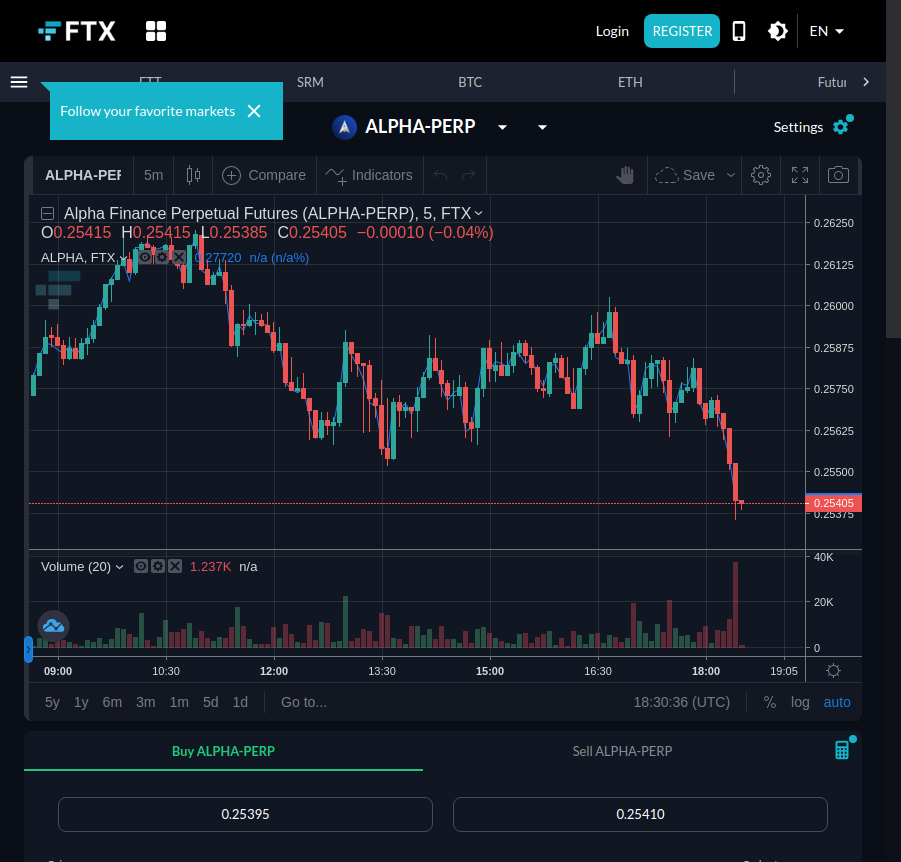 FTX
Login
REGISTER
EN
FTT SRM BTC ETH Futur
Follow your favorite markets
ALPHA-PERP
Settings
ALPHA-PER
5m
Compare
Indicators
Save
Alpha Finance Perpetual Futures (ALPHA-PERP), 5, FTX
O0.25415 H0.25415 L0.25385 C0.25405 −0.00010 (−0.04%)
ALPHA, FTX 0.27720 n/a (n/a%)
0.26250
0.26125
0.26000
0.25875
0.25750
0.25625
0.25500
0.25405
0.25375
Volume (20) 1.237K n/a
40K
20K
0
09:00 10:30 12:00 13:30 15:00 16:30 18:00 19:05
5y 1y 6m 3m 1m 5d 1d Go to... 18:30:36 (UTC) % log auto
Buy ALPHA-PERP
Sell ALPHA-PERP
0.25395
0.25410